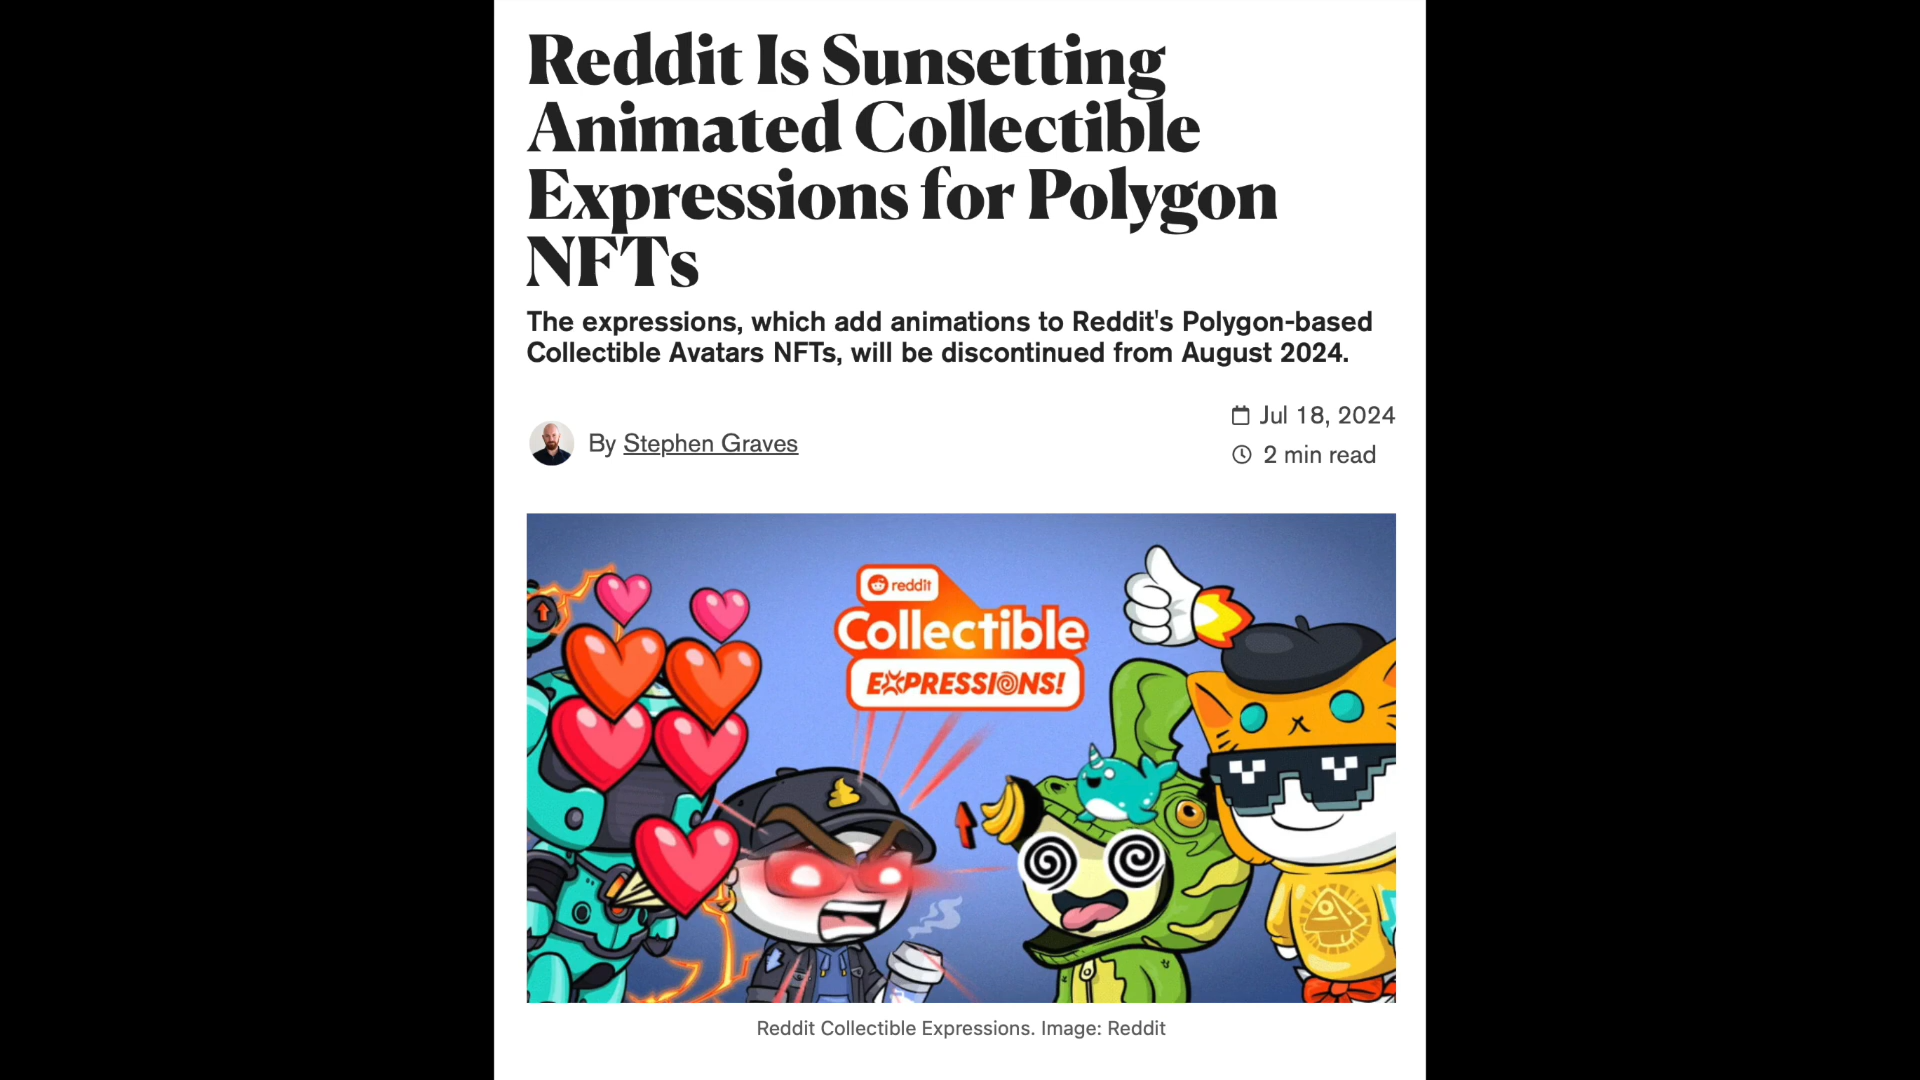 Reddit Is Sunsetting
Animated Collectible
Expressions for Polygon
NFTs
The expressions, which add animations to Reddit's Polygon-based
Collectible Avatars NFTs, will be discontinued from August 2024.
By Stephen Graves
Jul 18, 2024
2 min read
reddit
Collectible
EXPRESSIONS!
Reddit Collectible Expressions. Image: Reddit